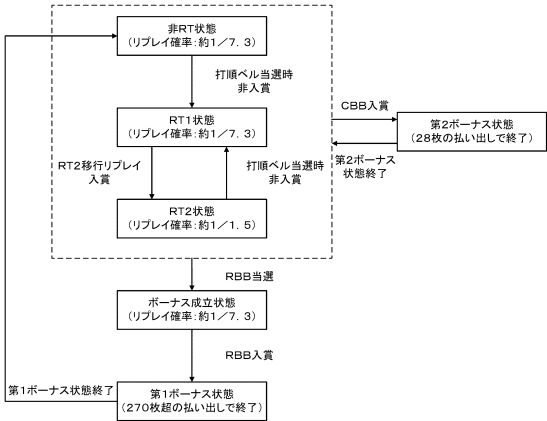 非RT状態
(リプレイ確率:約1/7.3)
打順ベル当選時
非入賞
RT1状態
(リプレイ確率:約1/7.3)
CBB入賞
第2ボーナス状態
(28枚の払い出しで終了)
第2ボーナス
状態終了
RT2移行リプレイ
入賞
打順ベル当選時
非入賞
RT2状態
(リプレイ確率:約1/1.5)
RBB当選
ボーナス成立状態
(リプレイ確率:約1/7.3)
RBB入賞
第1ボーナス状態終了
第1ボーナス状態
(270枚超の払い出しで終了)